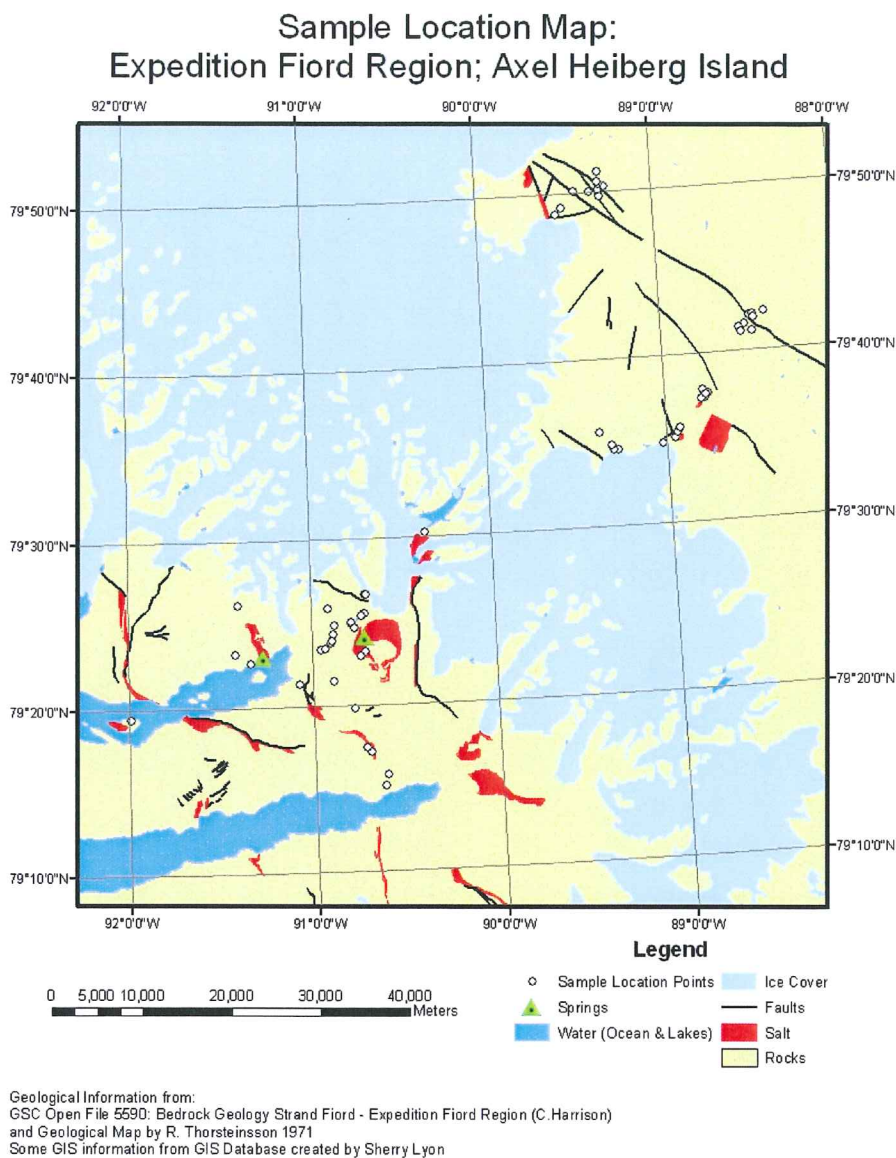 Sample Location Map:
Expedition Fiord Region; Axel Heiberg Island
92°0'0"W 91°0'0"W 90°0'0"W 89°0'0"W 88°0'0"W
79°50'0"N 79°50'0"N
79°40'0"N 79°40'0"N
79°30'0"N 79°30'0"N
79°20'0"N 79°20'0"N
79°10'0"N 79°10'0"N
92°0'0"W 91°0'0"W 90°0'0"W 89°0'0"W
Legend
Sample Location Points Ice Cover
Springs Faults
Water (Ocean & Lakes) Salt
Rocks
0 5,000 10,000 20,000 30,000 40,000
Meters
Geological Information from:
GSC Open File 5590: Bedrock Geology Strand Fiord - Expedition Fiord Region (C.Harrison)
and Geological Map by R. Thorsteinsson 1971
Some GIS information from GIS Database created by Sherry Lyon